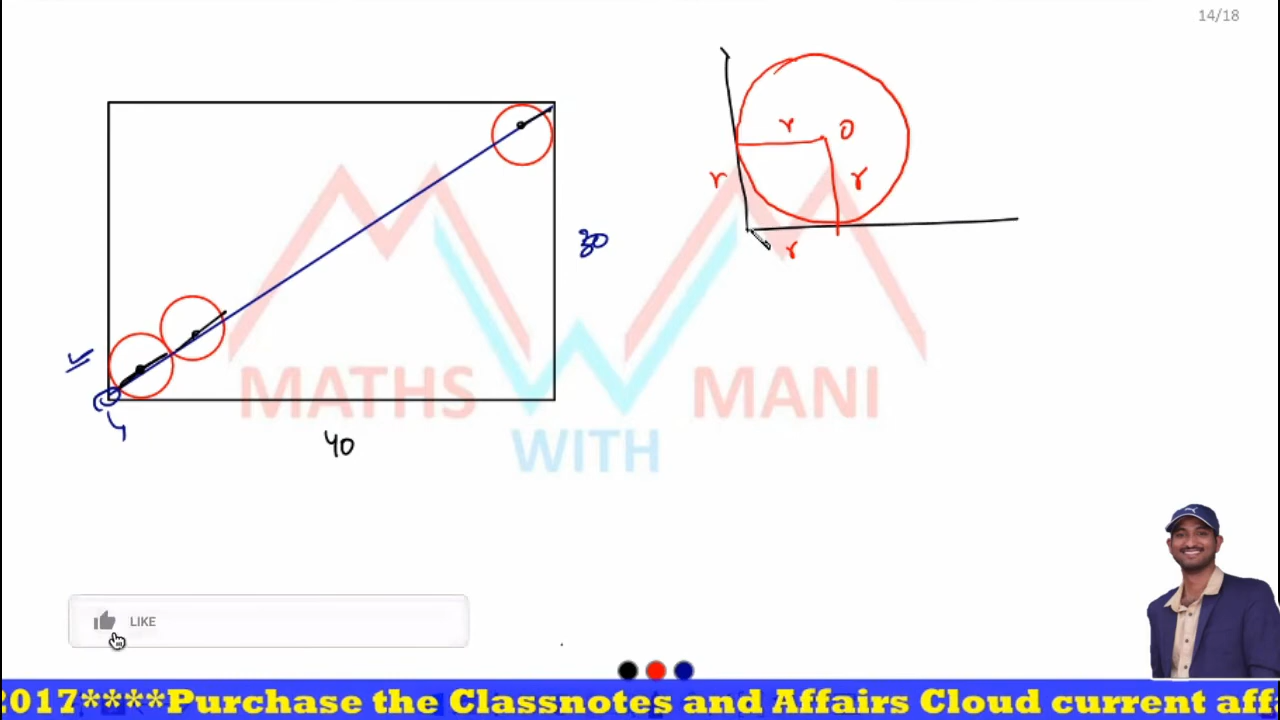 14/18
r
O
r
r
r
30
40
MATHS MANI
WITH
LIKE
2017****Purchase the Classnotes and Affairs Cloud current aff